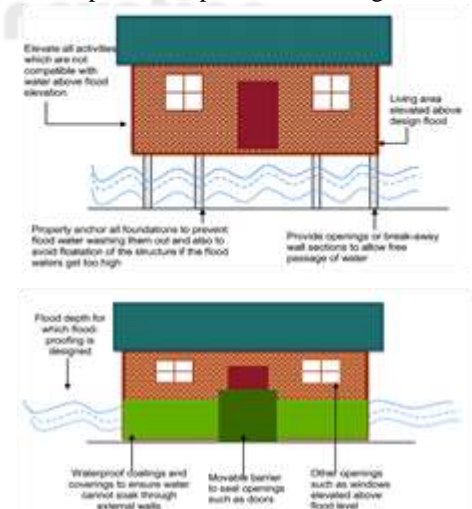 Elevate all activities
which are not
compatible with
water above flood
elevation
Living area
elevated above
design flood
Properly anchor all foundations to prevent
flood water washing them out and also to
avoid floatation of the structure if the flood
waters get too high
Provide openings or break-away
wall sections to allow free
passage of water
Flood depth for
which flood-
proofing is
designed
Waterproof coatings and
coverings to ensure water
cannot soak through
external walls
Movable barrier
to seal openings
such as doors
Other openings
such as windows
elevated above
flood level